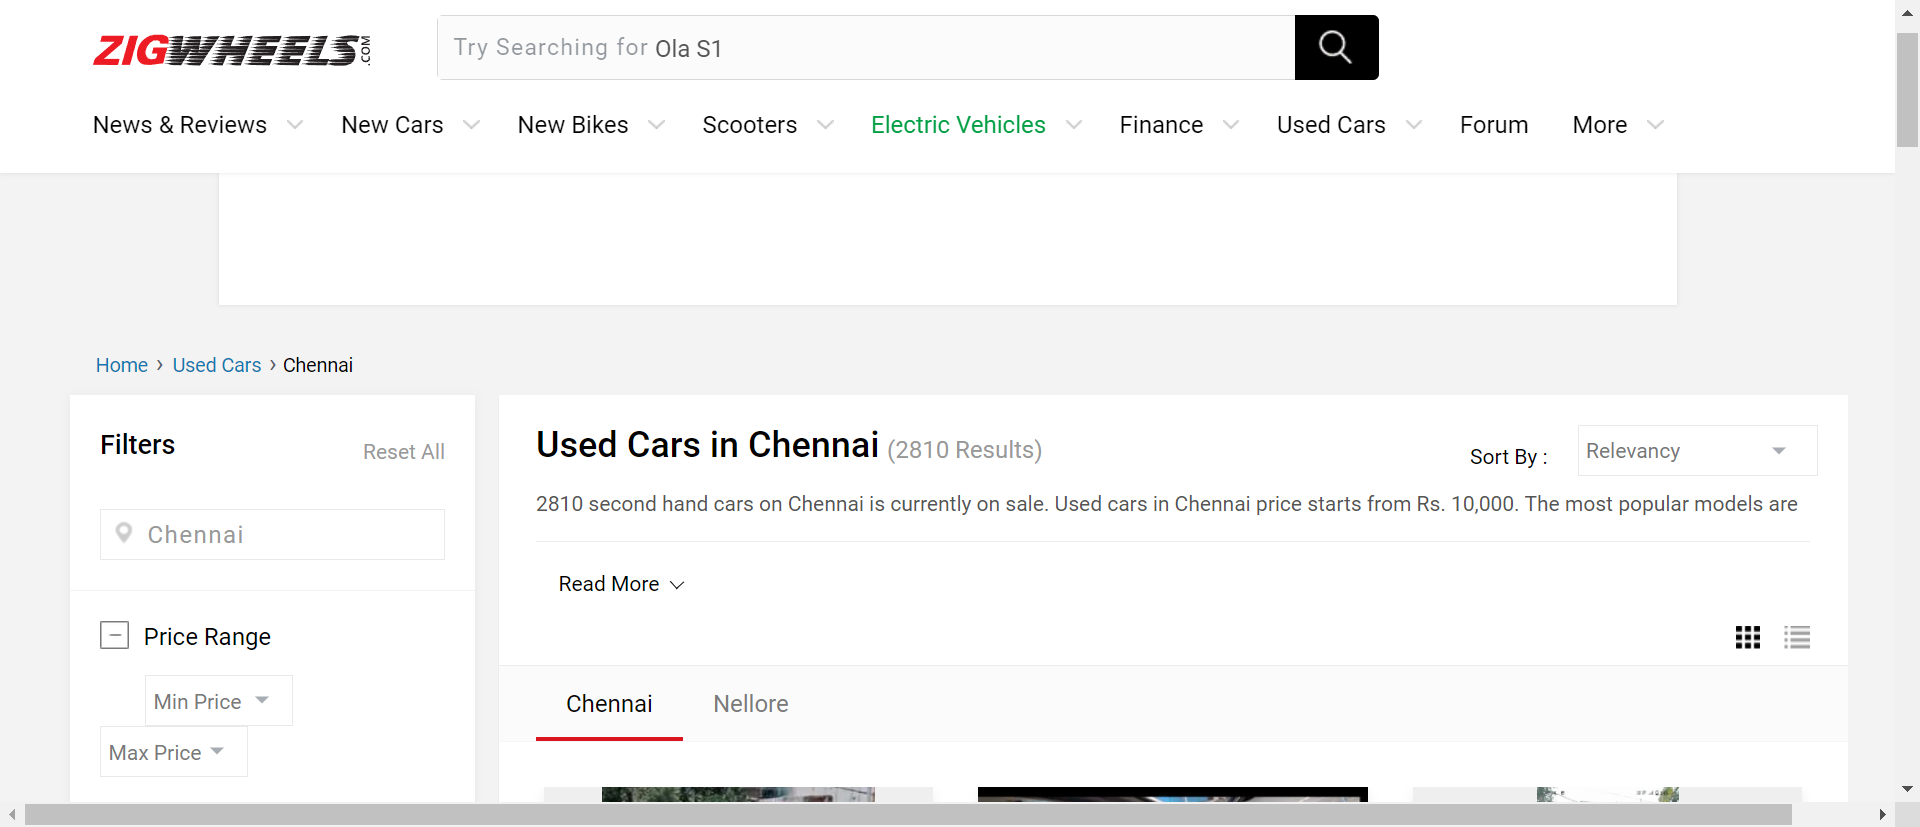 ZIGWHEELS.COM
Try Searching for Ola S1
News & Reviews New Cars New Bikes Scooters Electric Vehicles Finance Used Cars Forum More
Home › Used Cars › Chennai
Filters
Reset All
Chennai
Price Range
Min Price
Max Price
Used Cars in Chennai (2810 Results)
Sort By : Relevancy
2810 second hand cars on Chennai is currently on sale. Used cars in Chennai price starts from Rs. 10,000. The most popular models are
Read More
Chennai Nellore